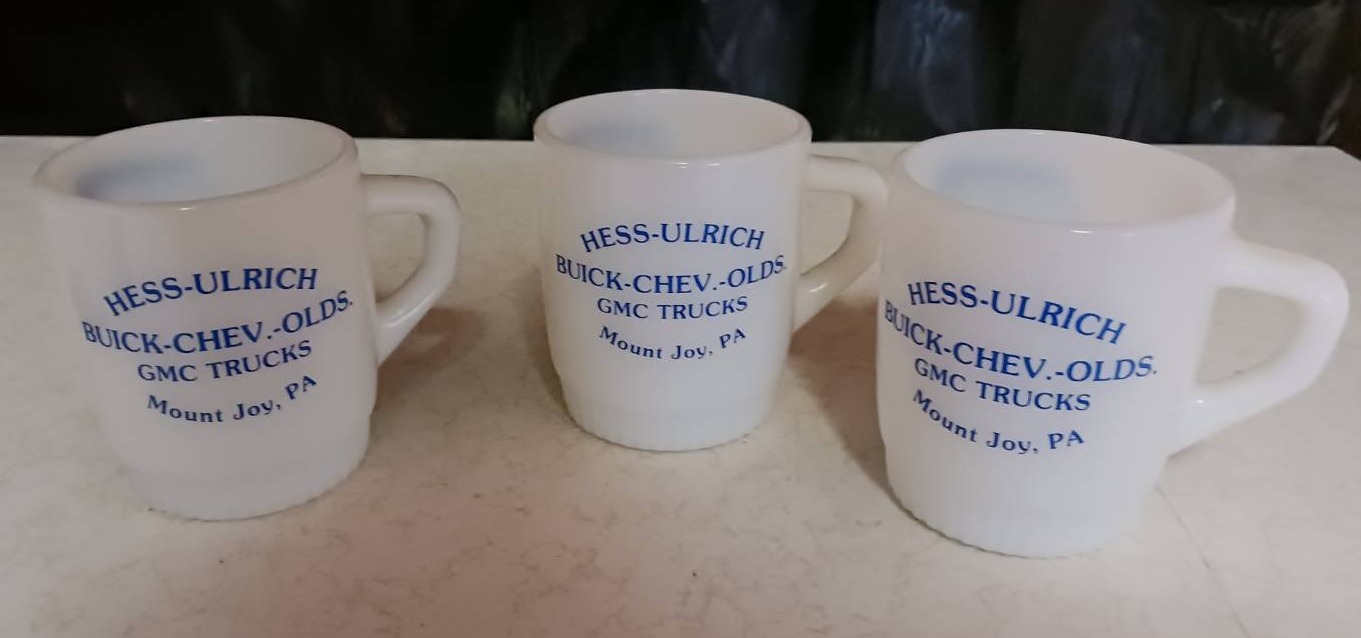 HESS-ULRICH
BUICK-CHEV.-OLDS.
GMC TRUCKS
Mount Joy, PA
HESS-ULRICH
BUICK-CHEV.-OLDS.
GMC TRUCKS
Mount Joy, PA
HESS-ULRICH
BUICK-CHEV.-OLDS.
GMC TRUCKS
Mount Joy, PA